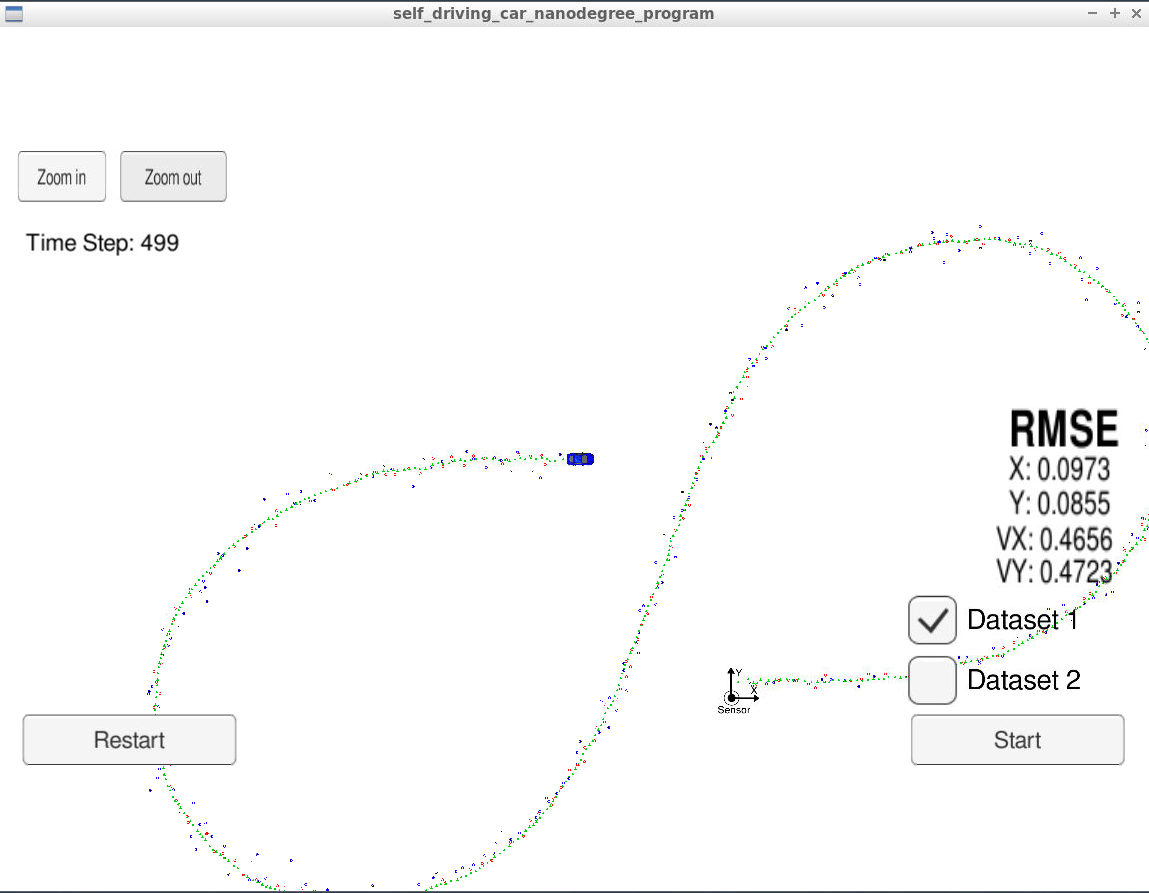 self_driving_car_nanodegree_program
Zoom in
Zoom out
Time Step: 499
RMSE
X: 0.0973
Y: 0.0855
VX: 0.4656
VY: 0.4723
Dataset 1
Dataset 2
Y
X
Sensor
Restart
Start